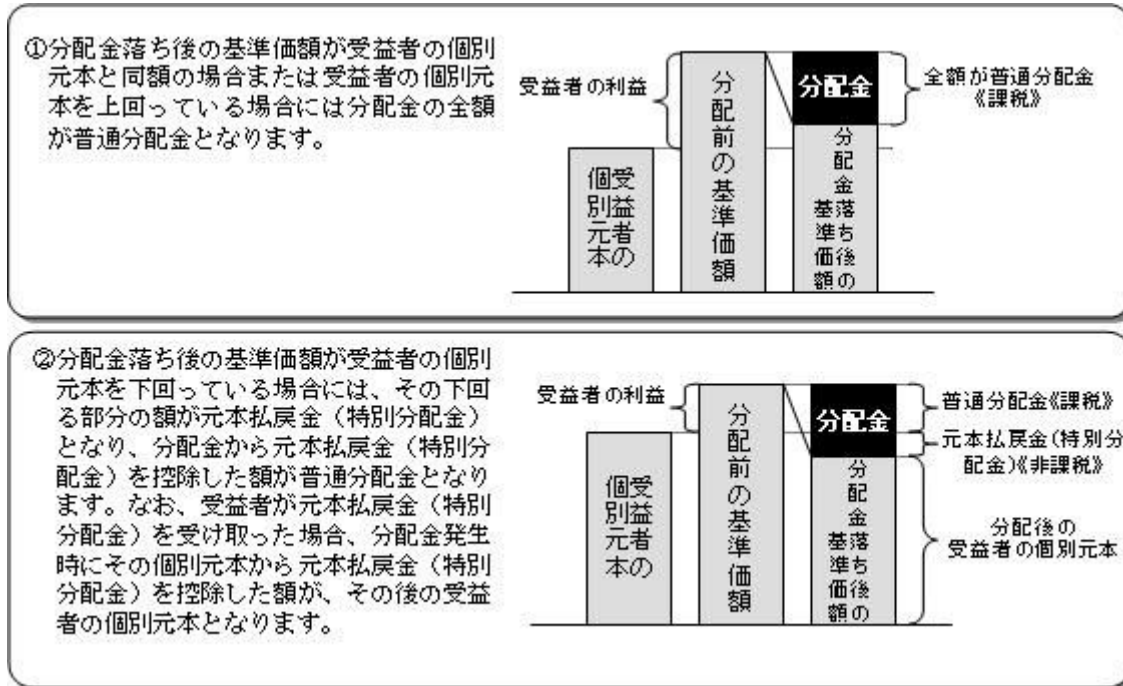 ①分配金落ち後の基準価額が受益者の個別
元本と同額の場合または受益者の個別元
本を上回っている場合には分配金の全額
が普通分配金となります。
受益者の利益
受益者の
個別元本
分配前の基準価額
分配金
分配金落ち後の
基準価額
全額が普通分配金
《課税》
②分配金落ち後の基準価額が受益者の個別
元本を下回っている場合には、その下回
る部分の額が元本払戻金（特別分配金）
となり、分配金から元本払戻金（特別分
配金）を控除した額が普通分配金となり
ます。なお、受益者が元本払戻金（特別
分配金）を受け取った場合、分配金発生
時にその個別元本から元本払戻金（特別
分配金）を控除した額が、その後の受益
者の個別元本となります。
受益者の利益
受益者の
個別元本
分配前の基準価額
分配金
分配金落ち後の
基準価額
普通分配金《課税》
元本払戻金(特別分
配金)《非課税》
分配後の
受益者の個別元本